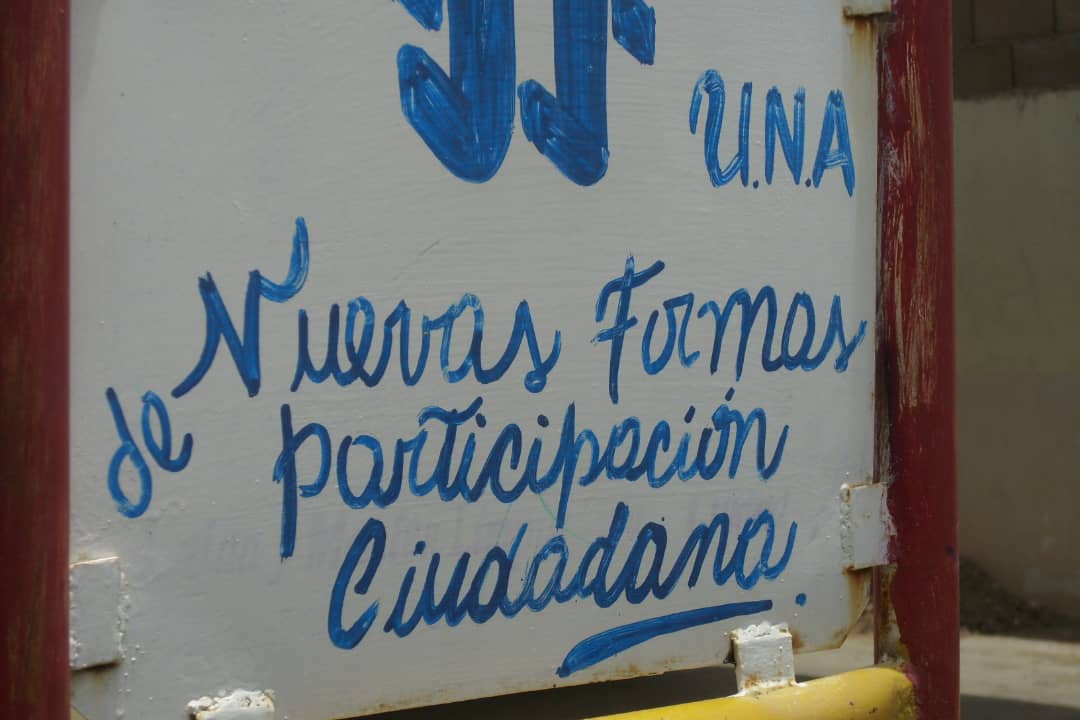 U.N.A
Nuevas Formas
de participación
Ciudadana.